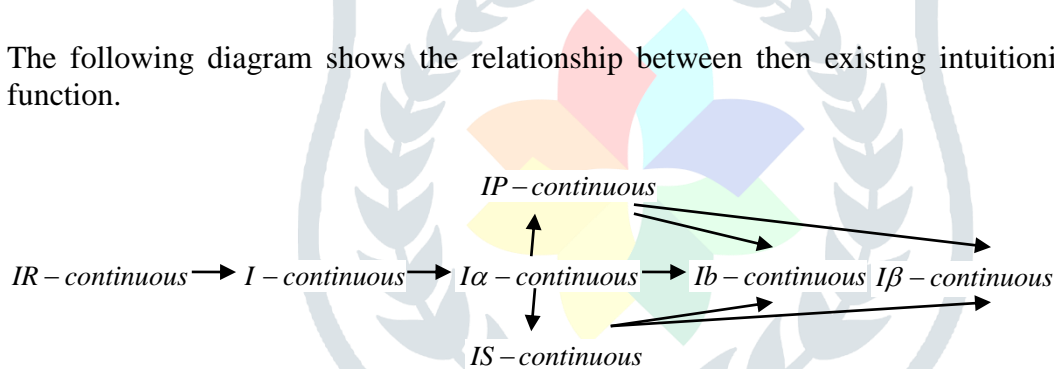 The following diagram shows the relationship between then existing intuitioni
function.
IP – continuous
IR – continuous I – continuous Iα – continuous Ib – continuous Iβ – continuous
IS – continuous